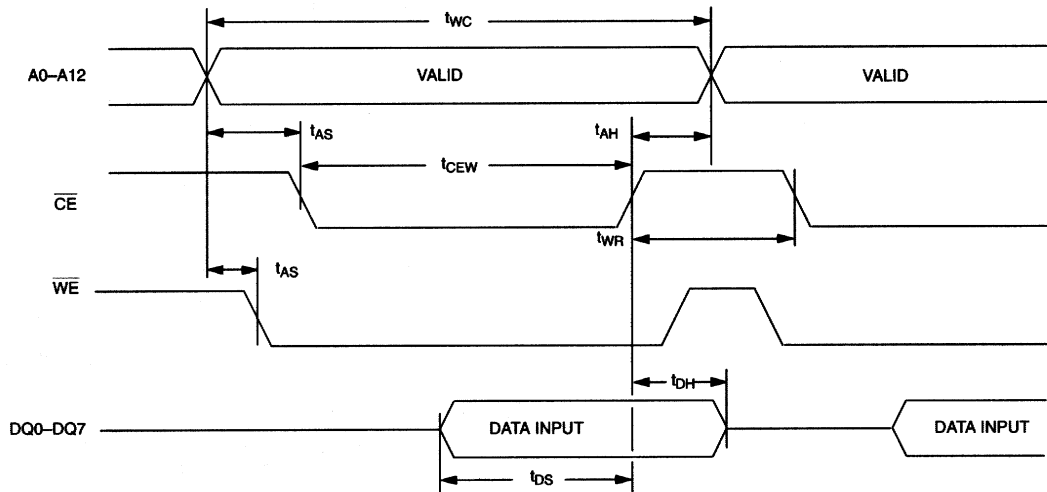 tWC
A0–A12
VALID
VALID
tAS
tAH
tCEW
CE
tWR
tAS
WE
tDH
DQ0–DQ7
DATA INPUT
DATA INPUT
tDS